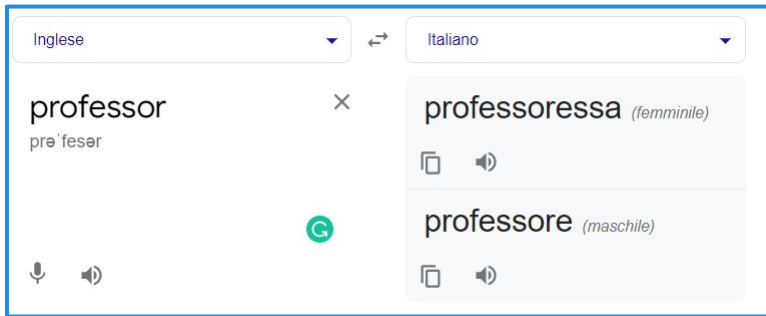 Inglese
Italiano
professor
prəˈfesər
professoressa (femminile)
professore (maschile)